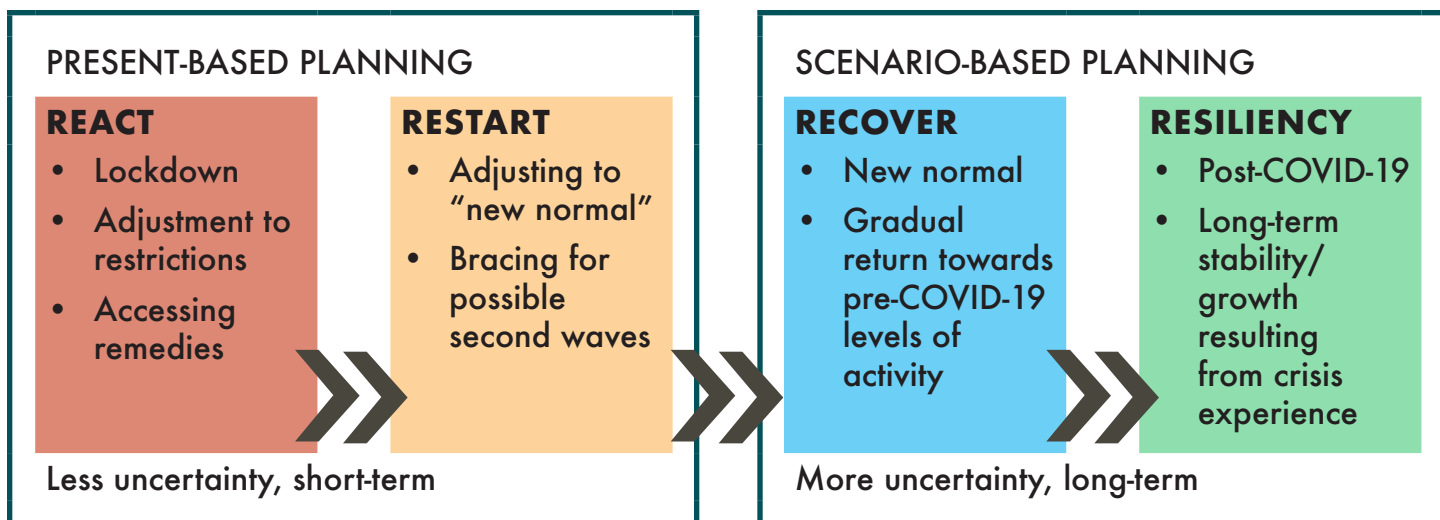 PRESENT-BASED PLANNING
REACT
• Lockdown
• Adjustment to
restrictions
• Accessing
remedies
RESTART
• Adjusting to
“new normal”
• Bracing for
possible
second waves
Less uncertainty, short-term
SCENARIO-BASED PLANNING
RECOVER
• New normal
• Gradual
return towards
pre-COVID-19
levels of
activity
RESILIENCY
• Post-COVID-19
• Long-term
stability/
growth
resulting
from crisis
experience
More uncertainty, long-term